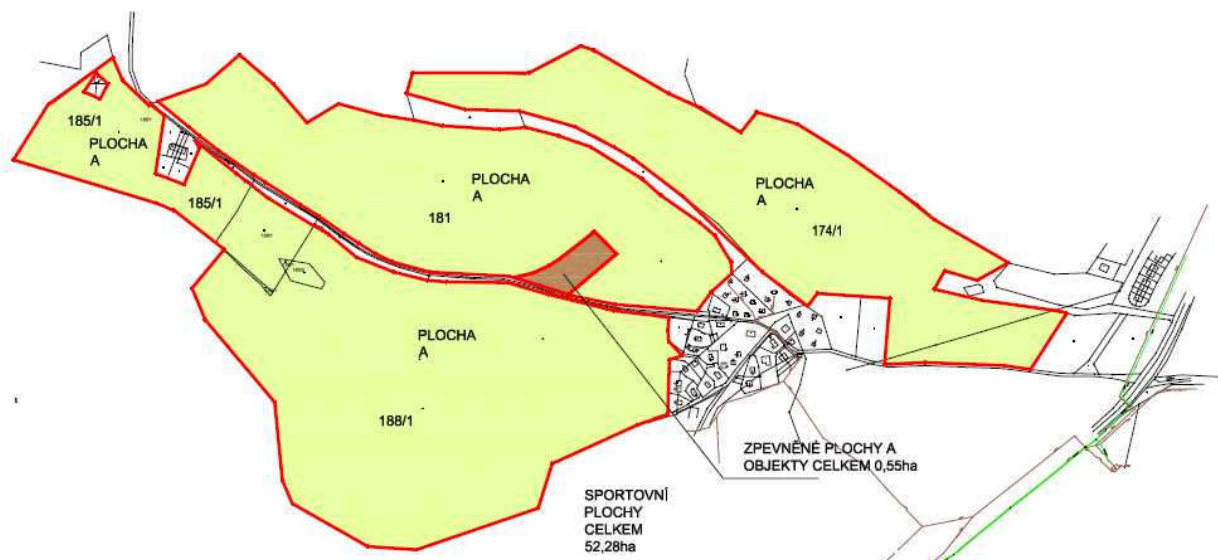 185/1
PLOCHA
A
185/1
PLOCHA
A
181
PLOCHA
A
174/1
PLOCHA
A
188/1
ZPEVNĚNÉ PLOCHY A
OBJEKTY CELKEM 0,55ha
SPORTOVNÍ
PLOCHY
CELKEM
52,28ha